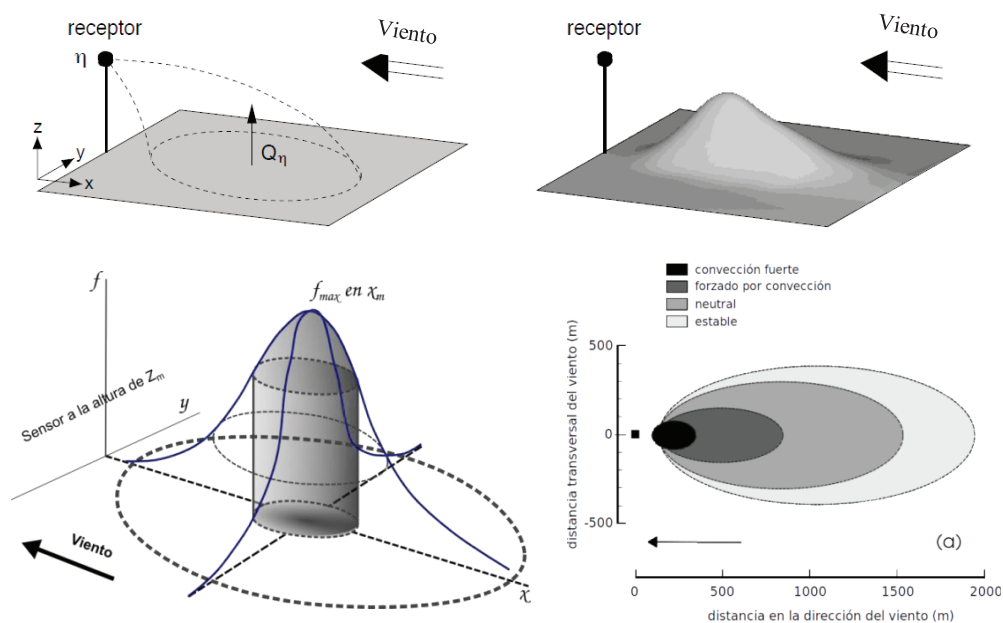 receptor
Viento
η
Qη
z
y
x
receptor
Viento
f
fmax en xm
Sensor a la altura de Zm
y
Viento
x
convección fuerte
forzado por convección
neutral
estable
distancia transversal del viento (m)
500
0
-500
(a)
0 500 1000 1500 2000
distancia en la dirección del viento (m)